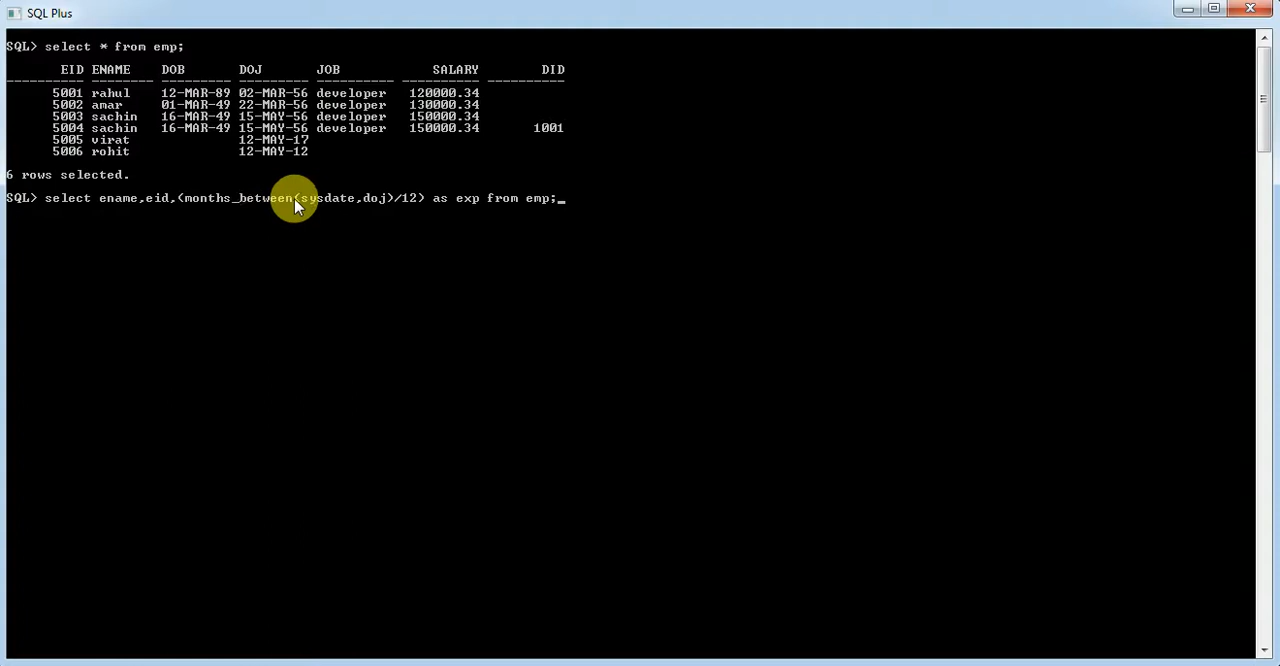 SQL Plus
SQL> select * from emp;
EID ENAME DOB DOJ JOB SALARY DID
---------- -------- --------- --------- ---------- ---------- ----------
5001 rahul 12-MAR-89 02-MAR-56 developer 120000.34
5002 amar 01-MAR-49 22-MAR-56 developer 130000.34
5003 sachin 16-MAR-49 15-MAY-56 developer 150000.34
5004 sachin 16-MAR-49 15-MAY-56 developer 150000.34 1001
5005 virat 12-MAY-17
5006 rohit 12-MAY-12
6 rows selected.
SQL> select ename,eid,(months_between(sysdate,doj)/12) as exp from emp;_